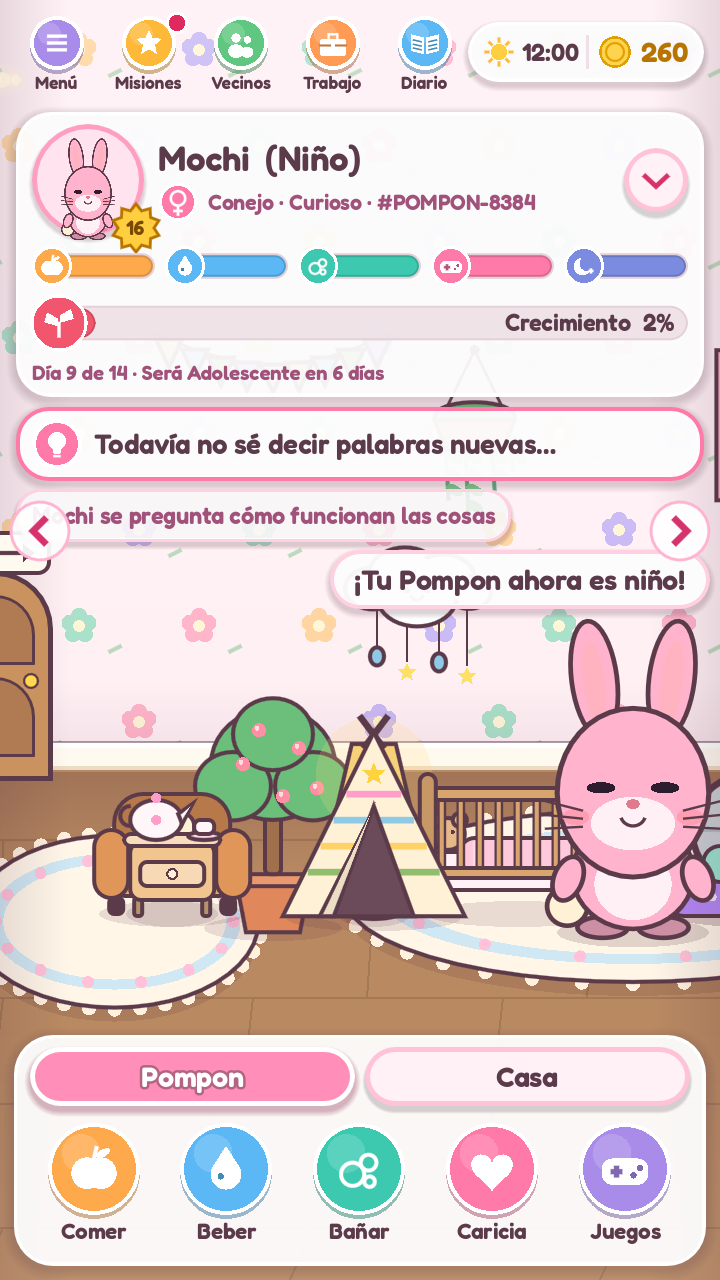 Menú
Misiones
Vecinos
Trabajo
Diario
12:00
260
Mochi (Niño)
Conejo · Curioso · #POMPON-8384
16
Crecimiento 2%
Día 9 de 14 · Será Adolescente en 6 días
Todavía no sé decir palabras nuevas...
Mochi se pregunta cómo funcionan las cosas
¡Tu Pompon ahora es niño!
Pompon
Casa
Comer
Beber
Bañar
Caricia
Juegos